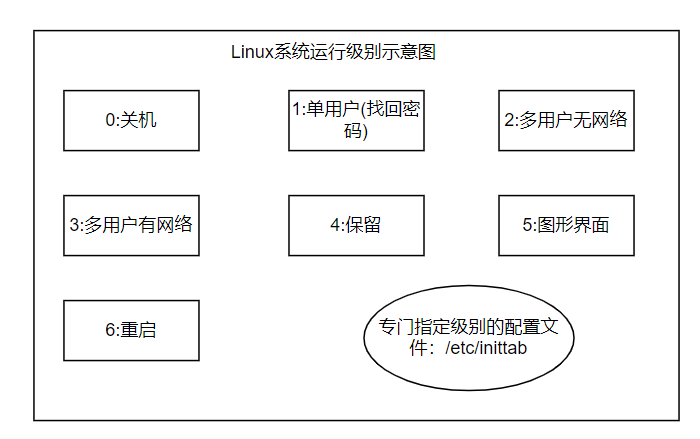 Linux系统运行级别示意图
0:关机
1:单用户(找回密
码)
2:多用户无网络
3:多用户有网络
4:保留
5:图形界面
6:重启
专门指定级别的配置文
件：/etc/inittab